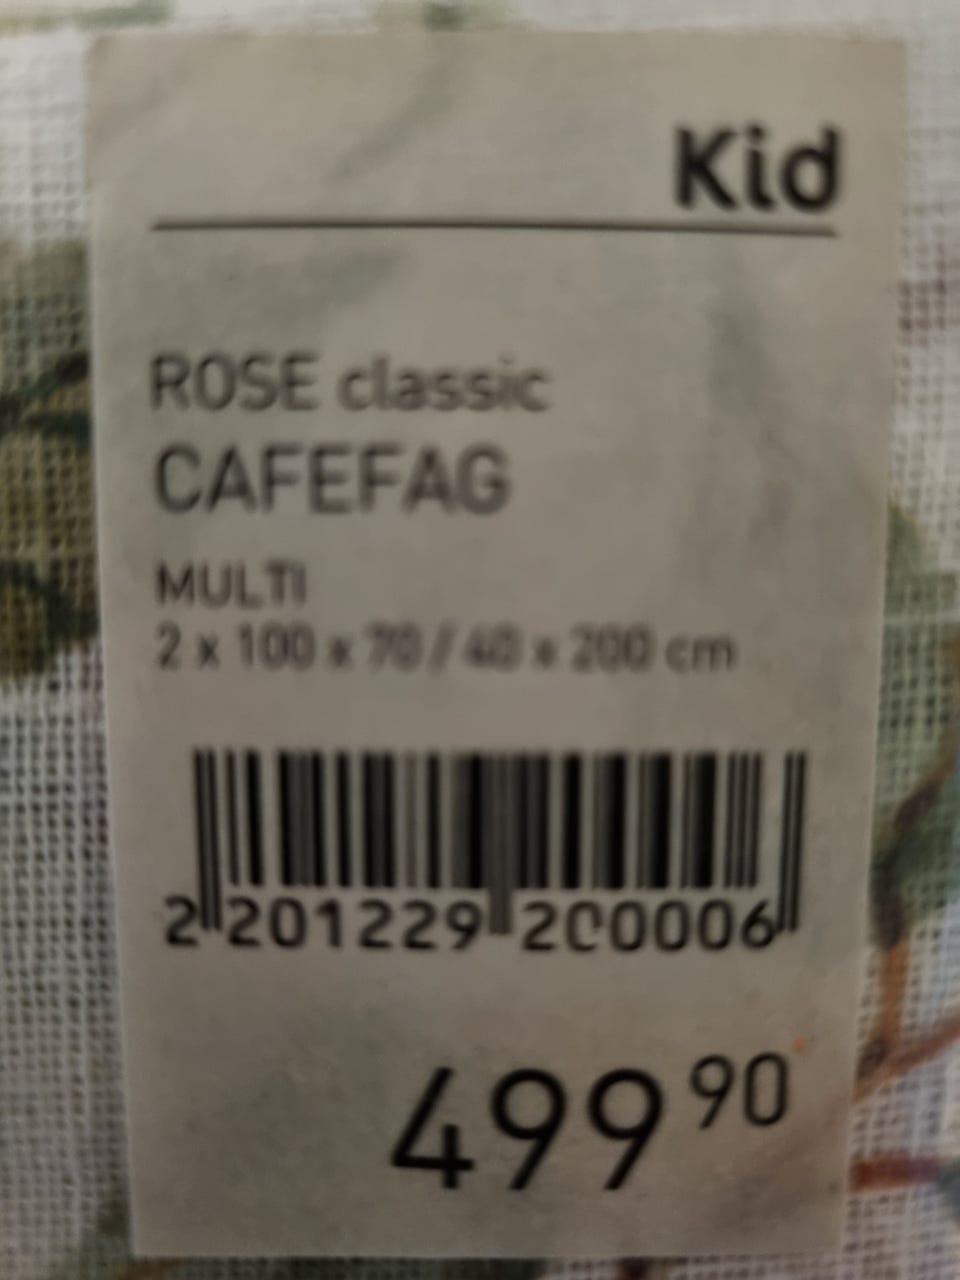 Kid
ROSE classic
CAFEFAG
MULTI
2 x 100 x 70 / 40 x 200 cm
2 201229 200006
499 90